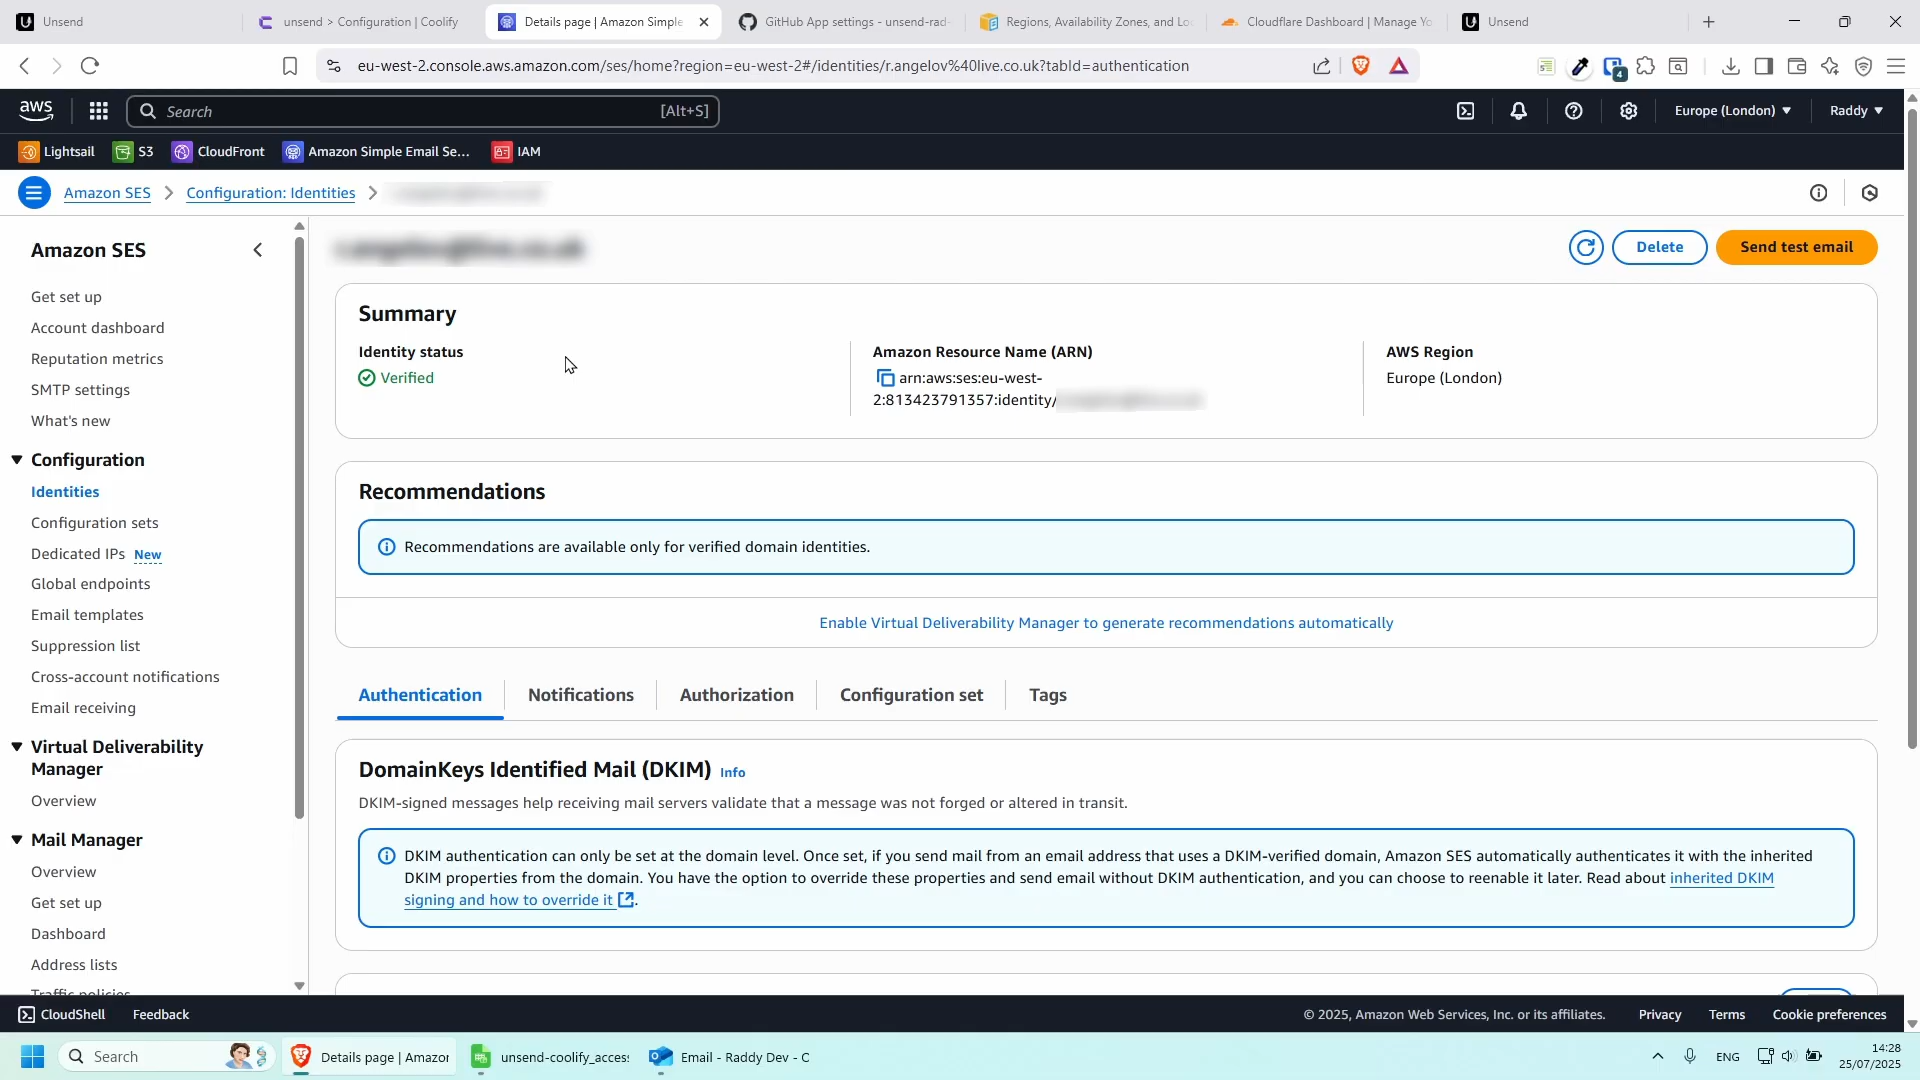 Unsend
unsend > Configuration | Coolify
Details page | Amazon Simple
GitHub App settings - unsend-rad
Regions, Availability Zones, and Lo
Cloudflare Dashboard | Manage Yo
Unsend
eu-west-2.console.aws.amazon.com/ses/home?region=eu-west-2#/identities/r.angelov%40live.co.uk?tabId=authentication
4
aws
Search
[Alt+S]
Europe (London)
Raddy
Lightsail
S3
CloudFront
Amazon Simple Email Se...
IAM
Amazon SES
Configuration: Identities
Amazon SES
Get set up
Account dashboard
Reputation metrics
SMTP settings
What's new
Configuration
Identities
Configuration sets
Dedicated IPs New
Global endpoints
Email templates
Suppression list
Cross-account notifications
Email receiving
Virtual Deliverability
Manager
Overview
Mail Manager
Overview
Get set up
Dashboard
Address lists
Traffic policies
Delete
Send test email
Summary
Identity status
Verified
Amazon Resource Name (ARN)
arn:aws:ses:eu-west-
2:813423791357:identity/
AWS Region
Europe (London)
Recommendations
Recommendations are available only for verified domain identities.
Enable Virtual Deliverability Manager to generate recommendations automatically
Authentication
Notifications
Authorization
Configuration set
Tags
DomainKeys Identified Mail (DKIM) Info
DKIM-signed messages help receiving mail servers validate that a message was not forged or altered in transit.
DKIM authentication can only be set at the domain level. Once set, if you send mail from an email address that uses a DKIM-verified domain, Amazon SES automatically authenticates it with the inherited
DKIM properties from the domain. You have the option to override these properties and send email without DKIM authentication, and you can choose to reenable it later. Read about inherited DKIM
signing and how to override it.
CloudShell
Feedback
© 2025, Amazon Web Services, Inc. or its affiliates.
Privacy
Terms
Cookie preferences
Search
Details page | Amazon
unsend-coolify_access
Email - Raddy Dev - O
ENG
14:28
25/07/2025